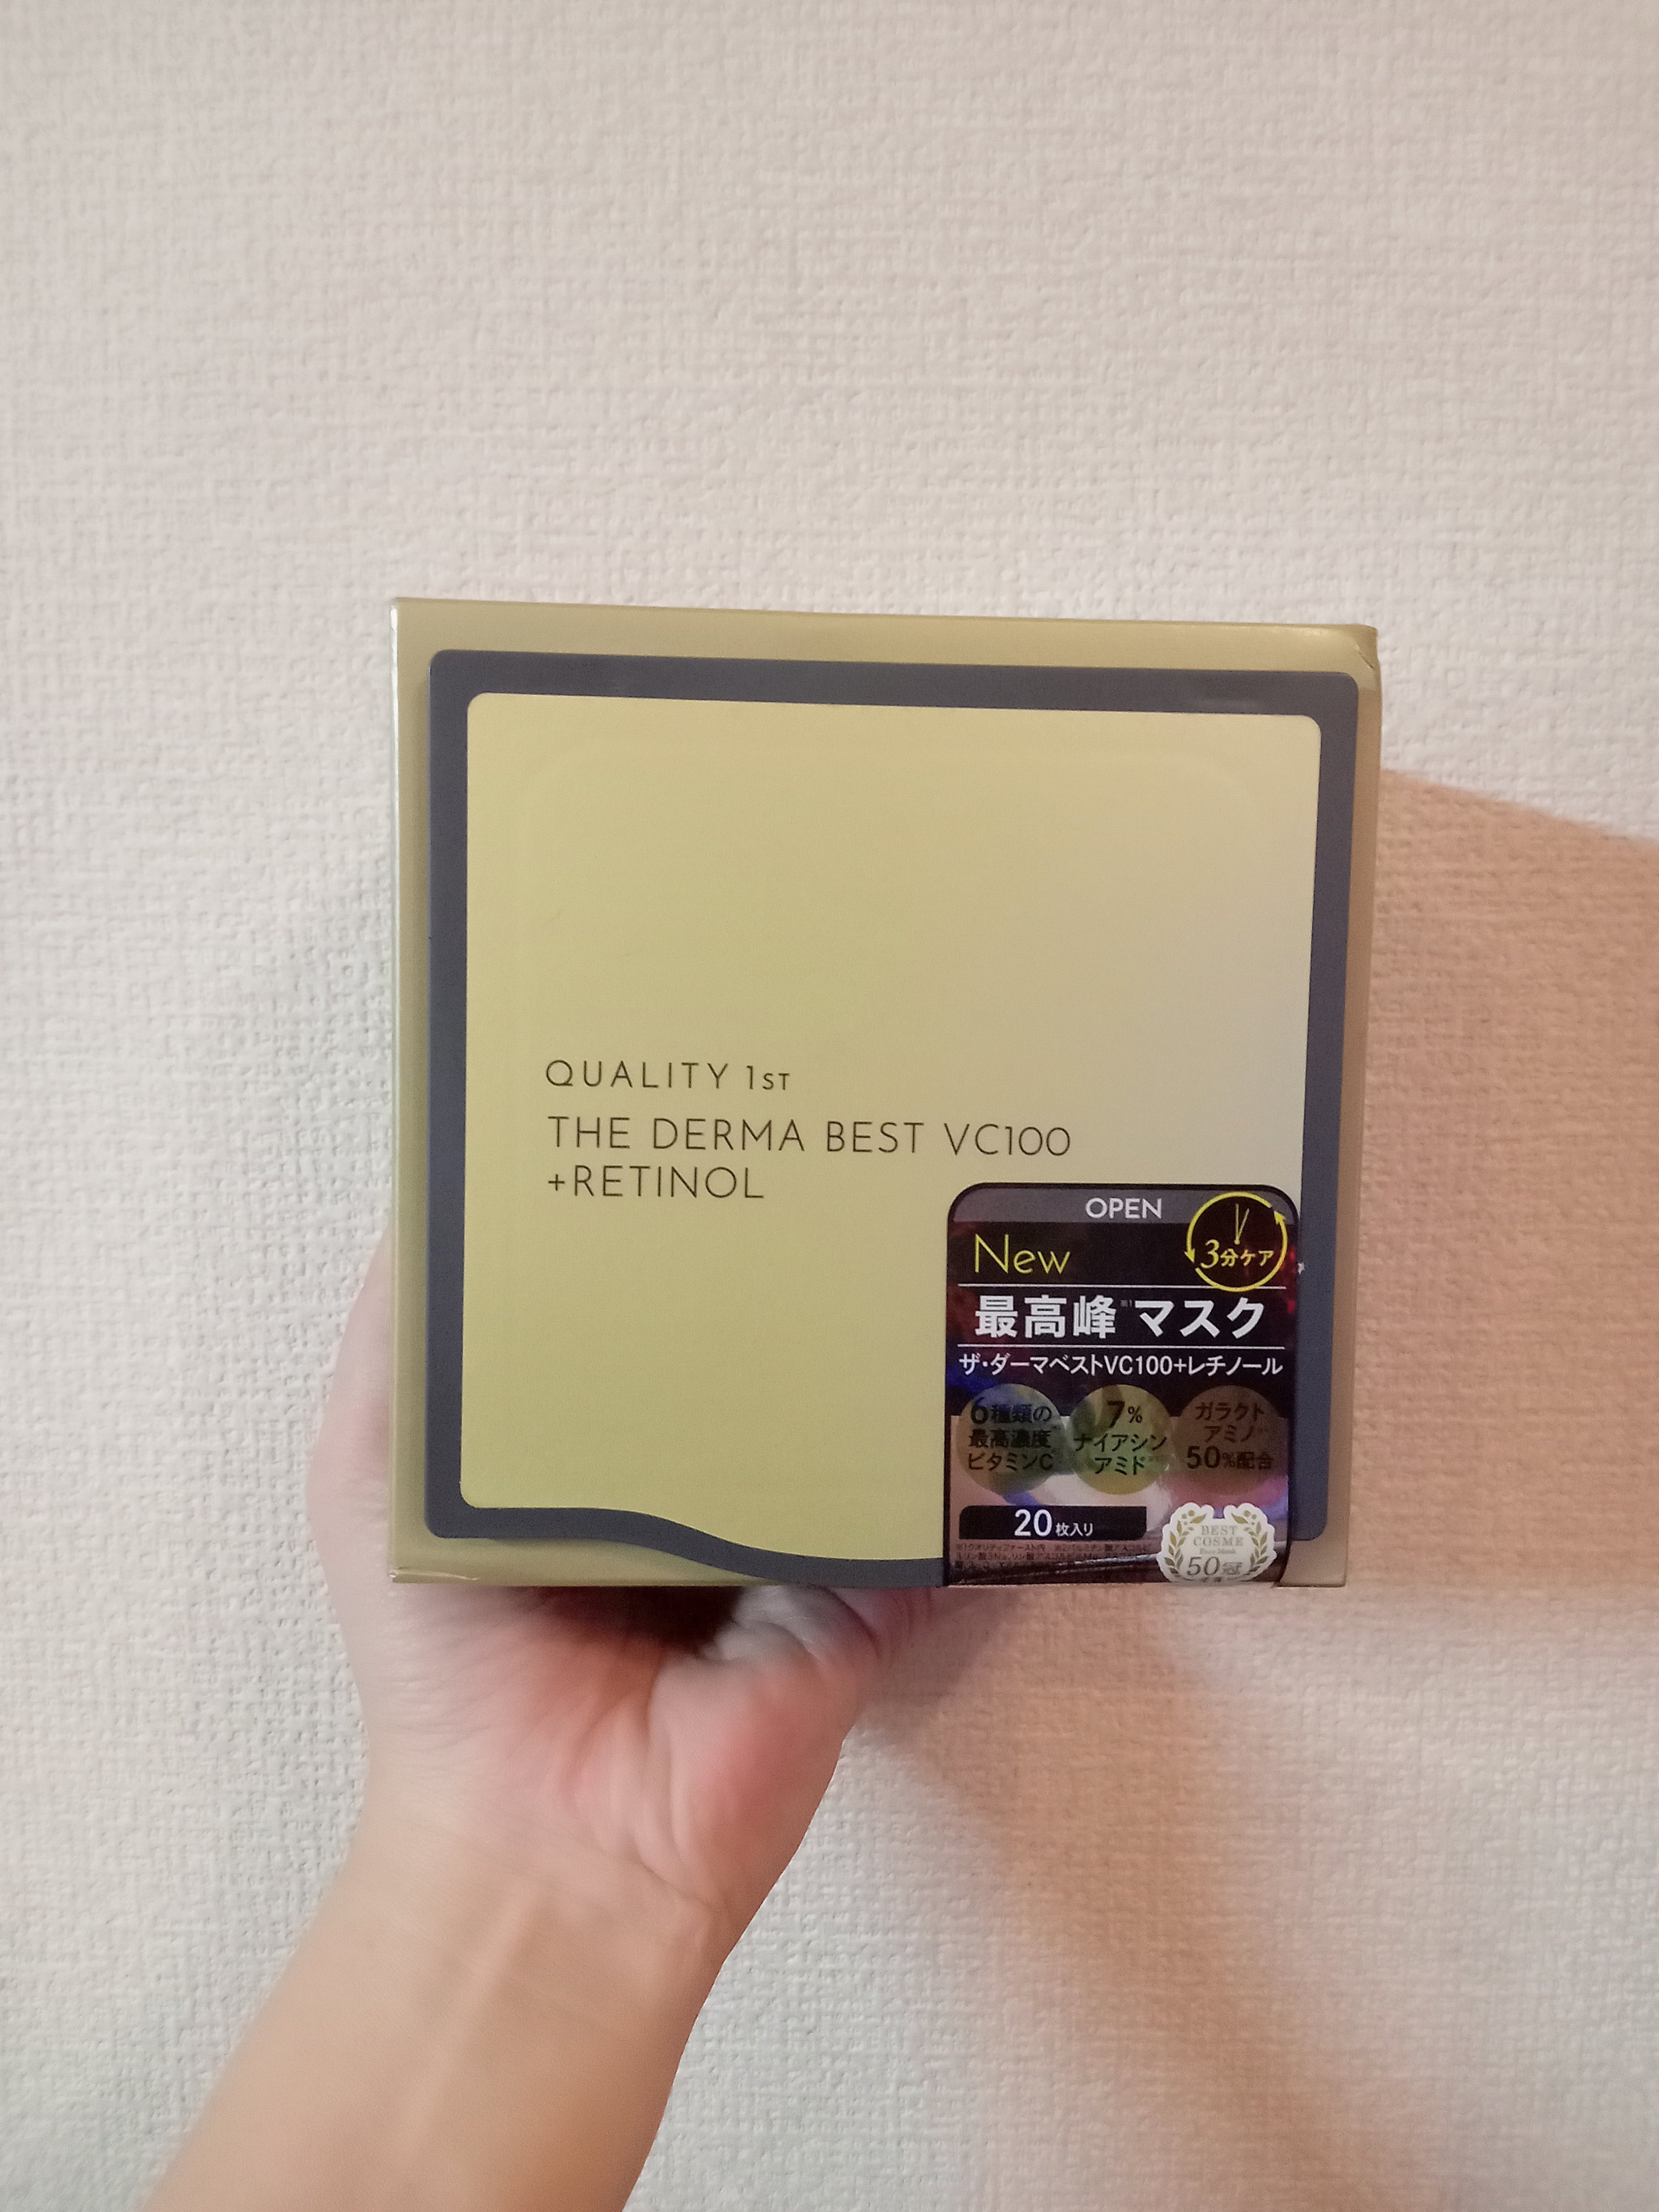 QUALITY 1ST
THE DERMA BEST VC100
+RETINOL
OPEN
New
3分ケア
最高峰※1マスク
ザ・ダーマベストVC100+レチノール
6種類の
最高濃度
ビタミンC
7%
ナイアシン
アミド
ガラクト
アミノ
50%配合
20枚入り
BEST
COSME
50冠